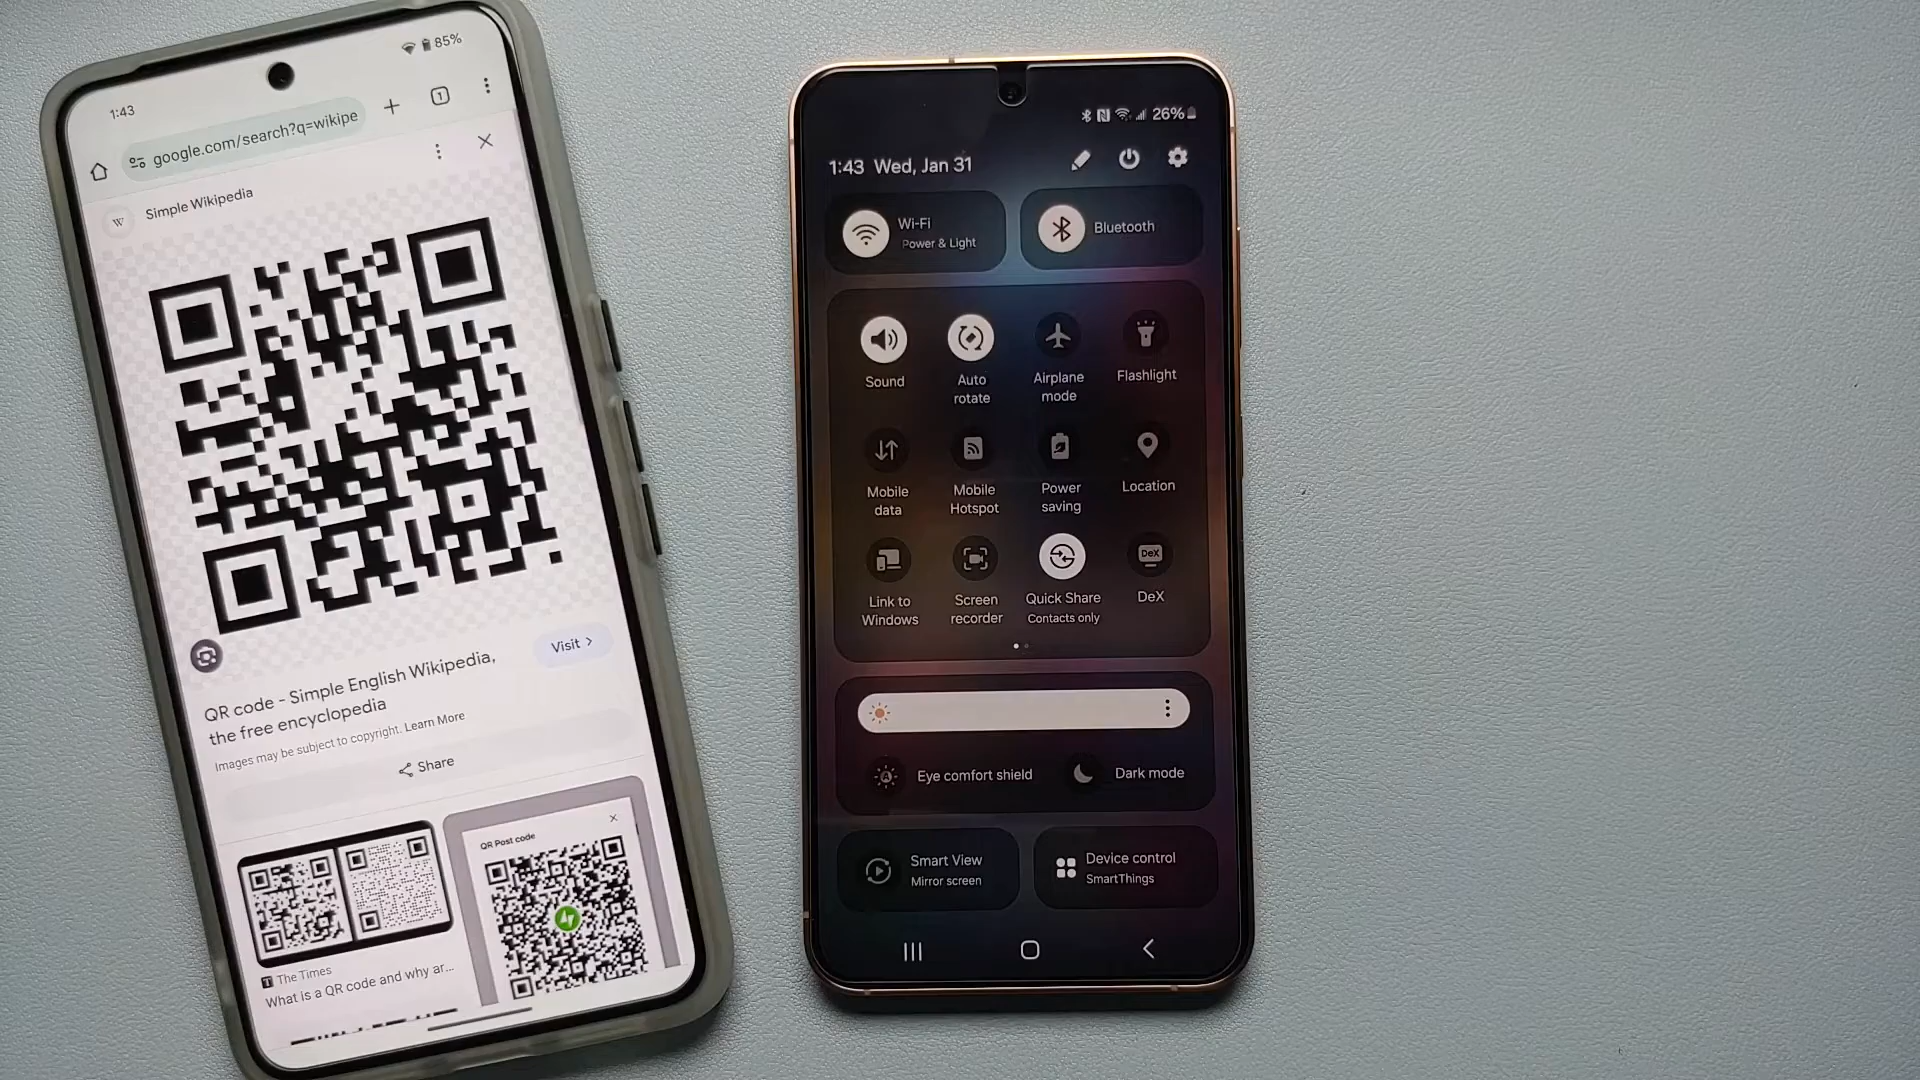 1:43
85%
google.com/search?q=wikipe
1
W
Simple Wikipedia
QR code - Simple English Wikipedia,
the free encyclopedia
Visit
Images may be subject to copyright. Learn More
Share
T The Times
What is a QR code and why ar...
QR Post code
26%
1:43 Wed, Jan 31
Wi-Fi
Power & Light
Bluetooth
Sound
Auto
rotate
Airplane
mode
Flashlight
Mobile
data
Mobile
Hotspot
Power
saving
Location
Link to
Windows
Screen
recorder
Quick Share
Contacts only
DeX
DeX
A
Eye comfort shield
Dark mode
Smart View
Mirror screen
Device control
SmartThings